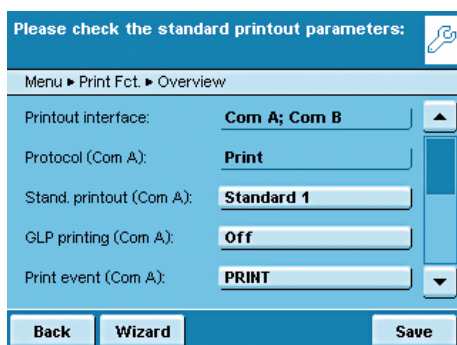 Please check the standard printout parameters:
Menu ▸ Print Fct. ▸ Overview
Printout interface: Com A; Com B
Protocol (Com A): Print
Stand. printout (Com A): Standard 1
GLP printing (Com A): Off
Print event (Com A): PRINT
Back Wizard Save